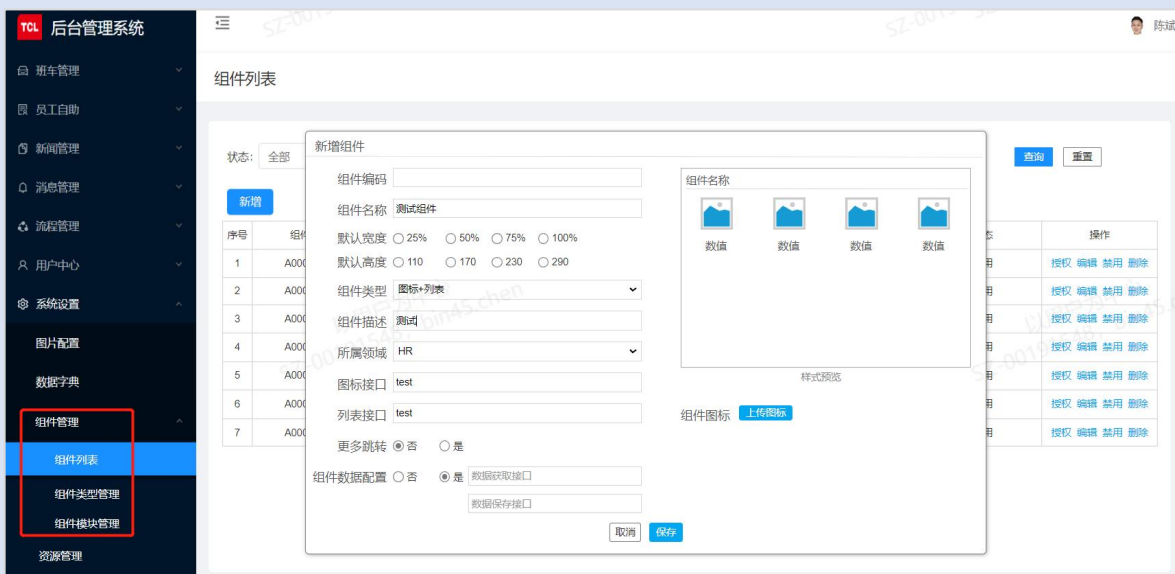 TCL 后台管理系统
陈斌
班车管理
员工自助
新闻管理
消息管理
流程管理
用户中心
系统设置
图片配置
数据字典
组件管理
组件列表
组件类型管理
组件模块管理
资源管理
组件列表
状态: 全部
查询 重置
新增
序号 操作
1 A000 授权 编辑 禁用 删除
2 A000 授权 编辑 禁用 删除
3 A000 授权 编辑 禁用 删除
4 A000 授权 编辑 禁用 删除
5 A000 授权 编辑 禁用 删除
6 A000 授权 编辑 禁用 删除
7 A000 授权 编辑 禁用 删除
新增组件
组件编码
组件名称 测试组件
默认宽度 25% 50% 75% 100%
默认高度 110 170 230 290
组件类型 图标+列表
组件描述 测试
所属领域 HR
图标接口 test
列表接口 test
更多跳转 否 是
组件数据配置 否 是 数据获取接口
数据保存接口
取消 保存
组件名称
数值 数值 数值 数值
样式预览
组件图标 上传图标